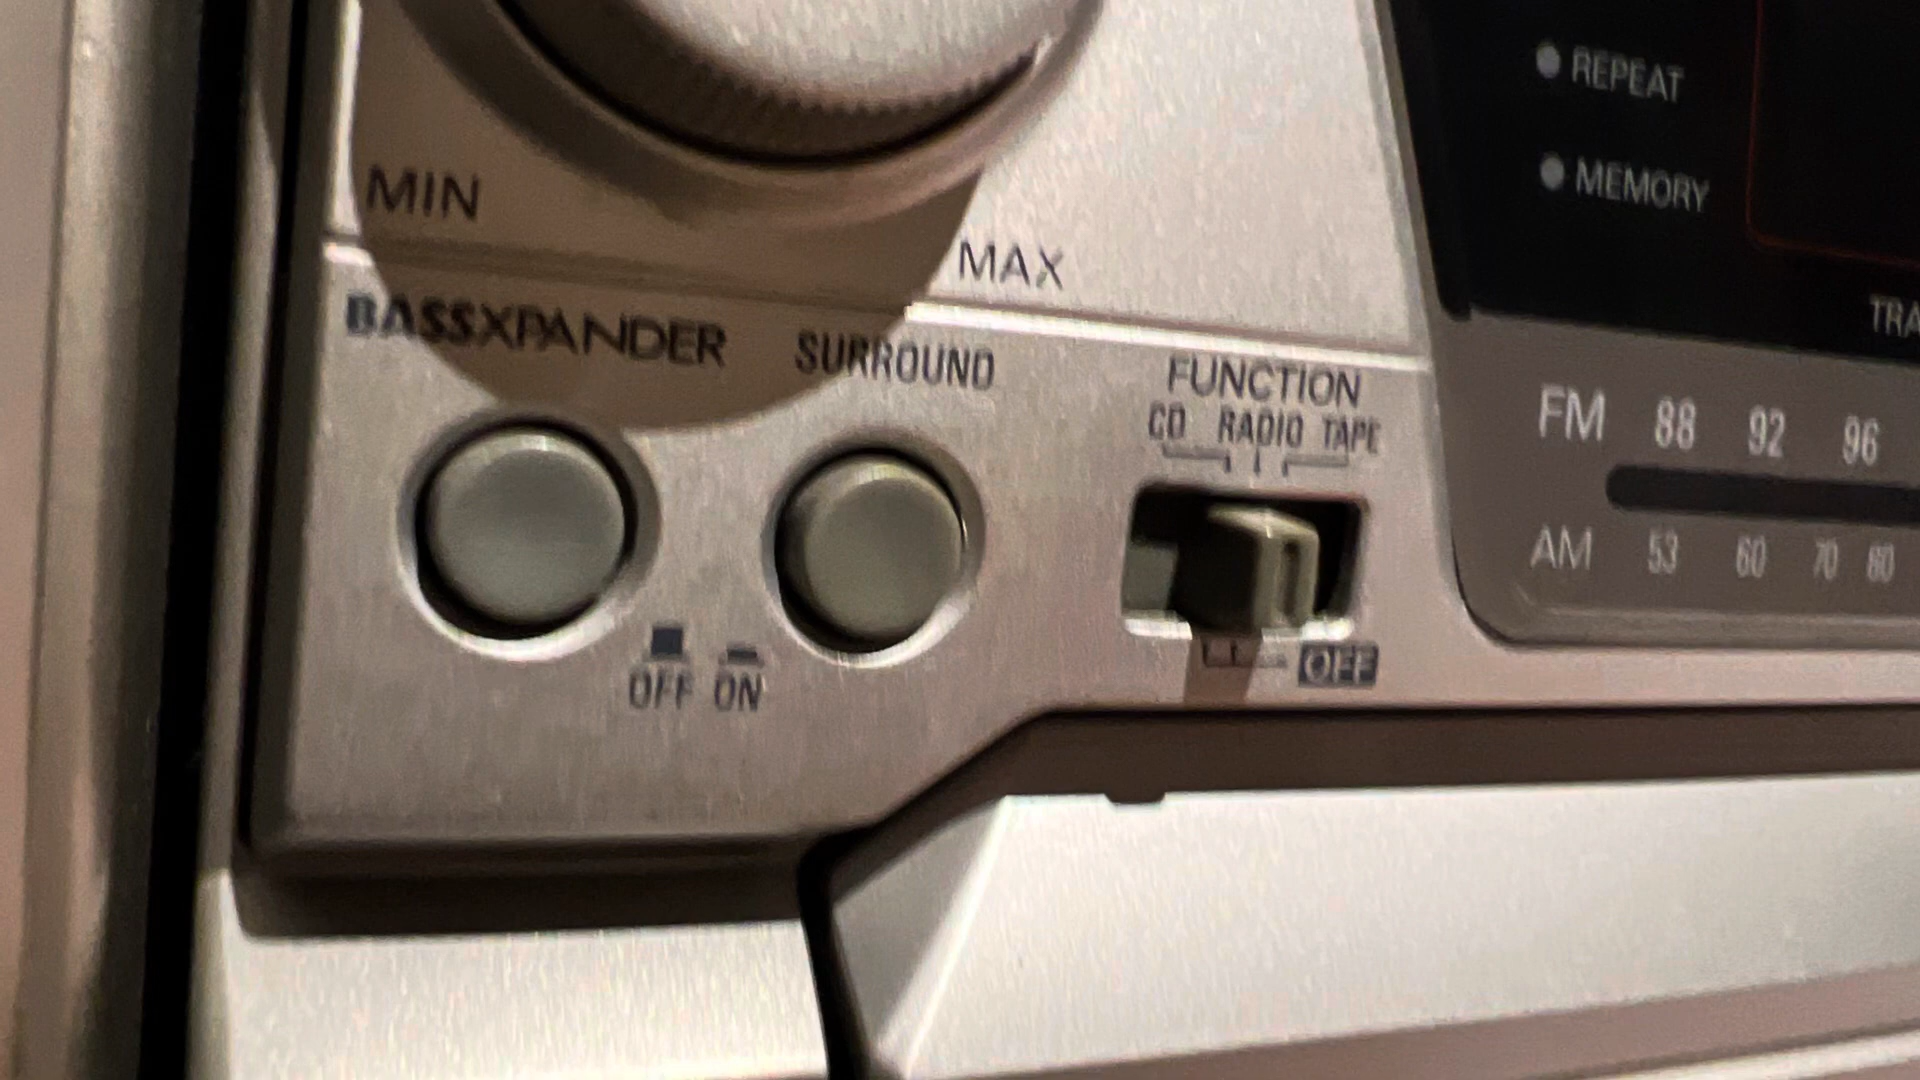 REPEAT
MEMORY
MIN
MAX
BASSXPANDER SURROUND
FUNCTION
CD RADIO TAPE
OFF ON
OFF
FM 88 92 96
AM 53 60 70 80